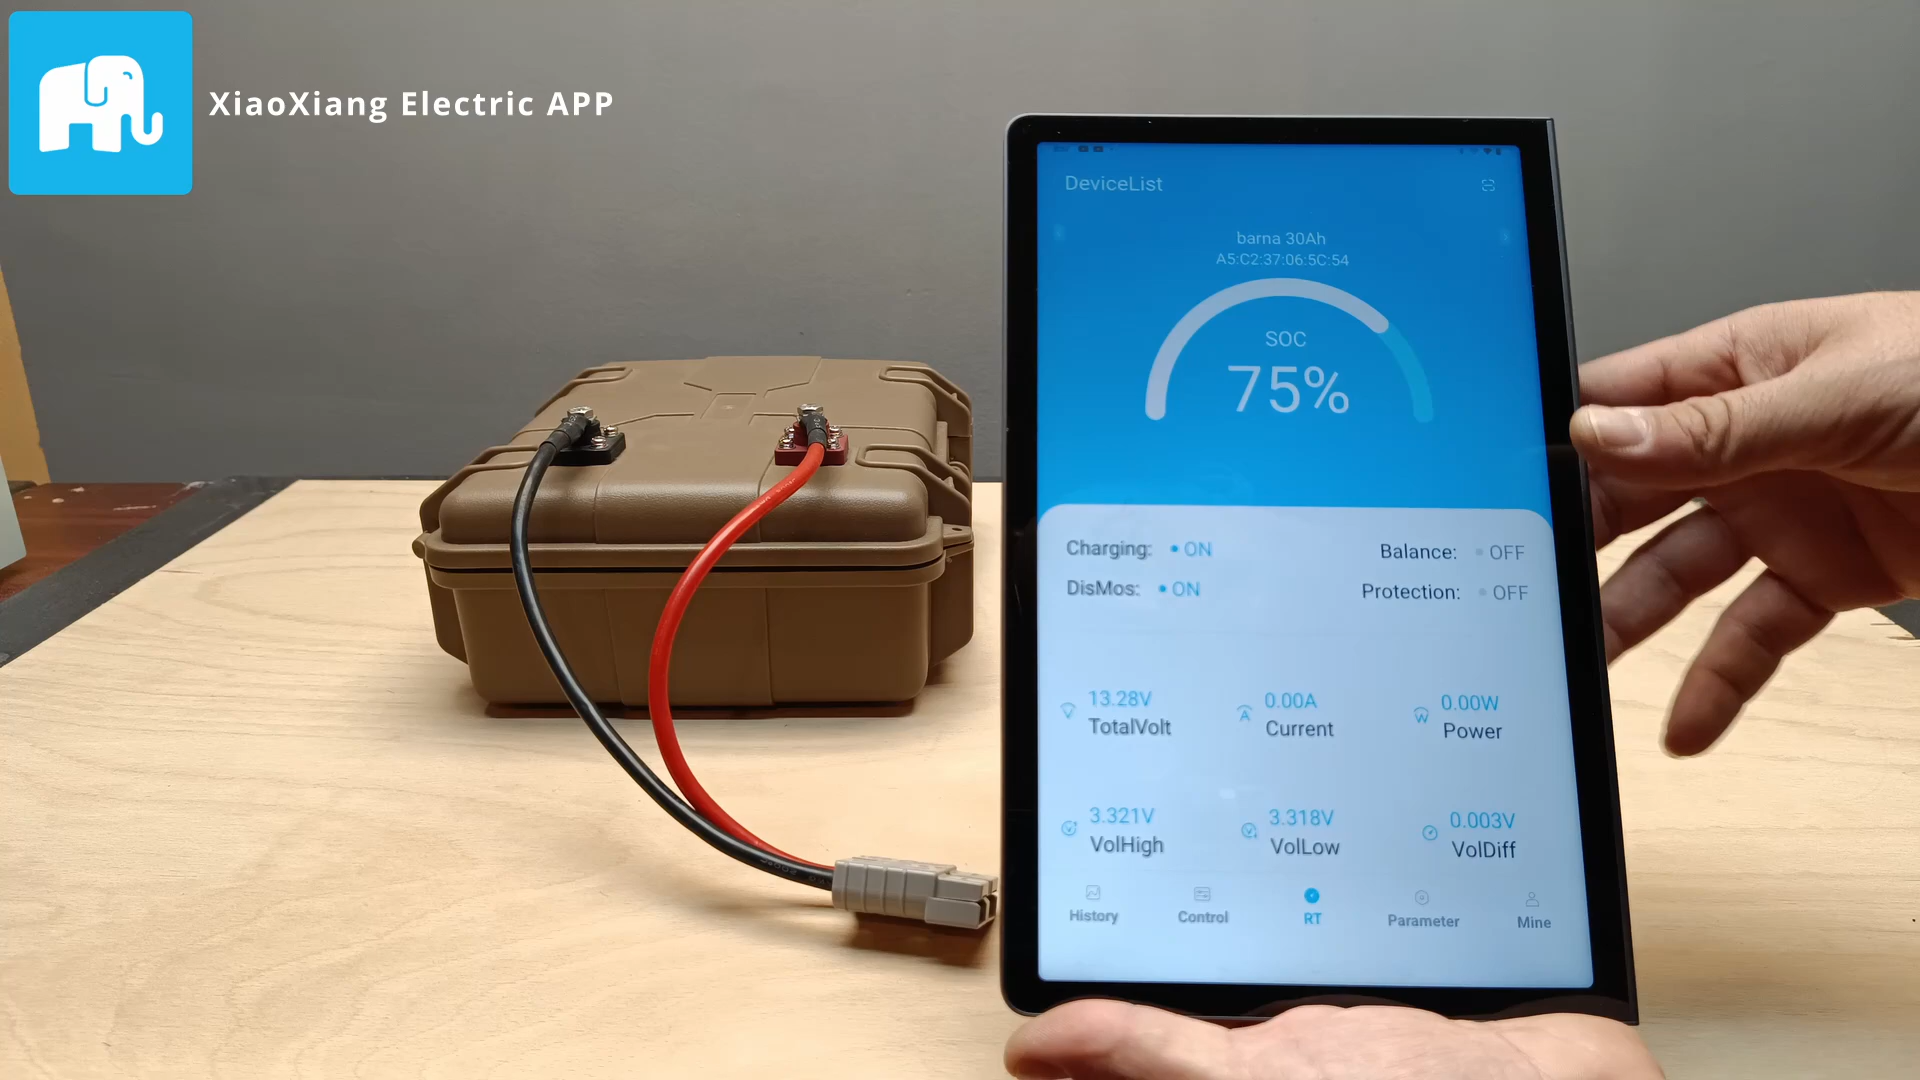 XiaoXiang Electric APP
DeviceList
barna 30Ah
A5:C2:37:06:5C:54
SOC
75%
Charging: ON
Balance: OFF
DisMos: ON
Protection: OFF
13.28V
TotalVolt
0.00A
Current
0.00W
Power
3.321V
VolHigh
3.318V
VolLow
0.003V
VolDiff
History
Control
RT
Parameter
Mine